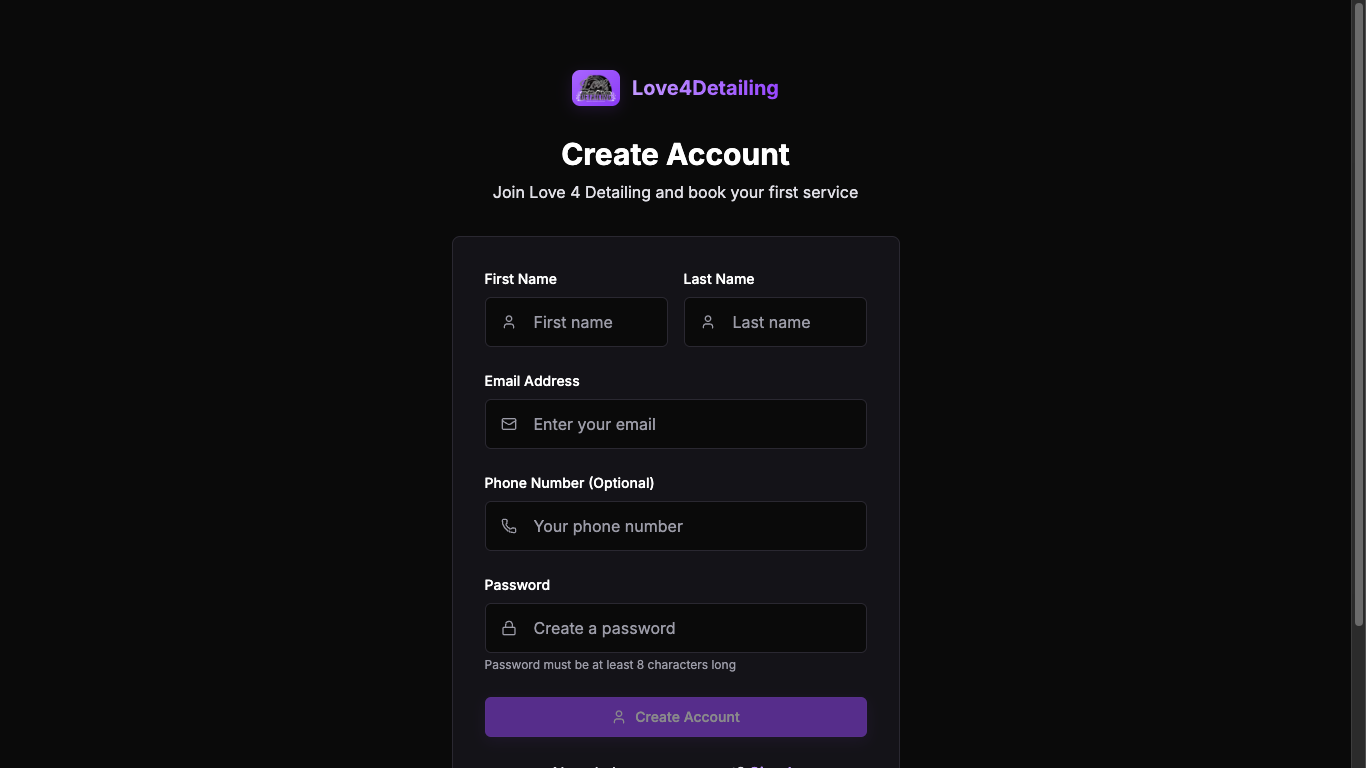 Love4Detailing
Create Account
Join Love 4 Detailing and book your first service
First Name
Last Name
First name
Last name
Email Address
Enter your email
Phone Number (Optional)
Your phone number
Password
Create a password
Password must be at least 8 characters long
Create Account